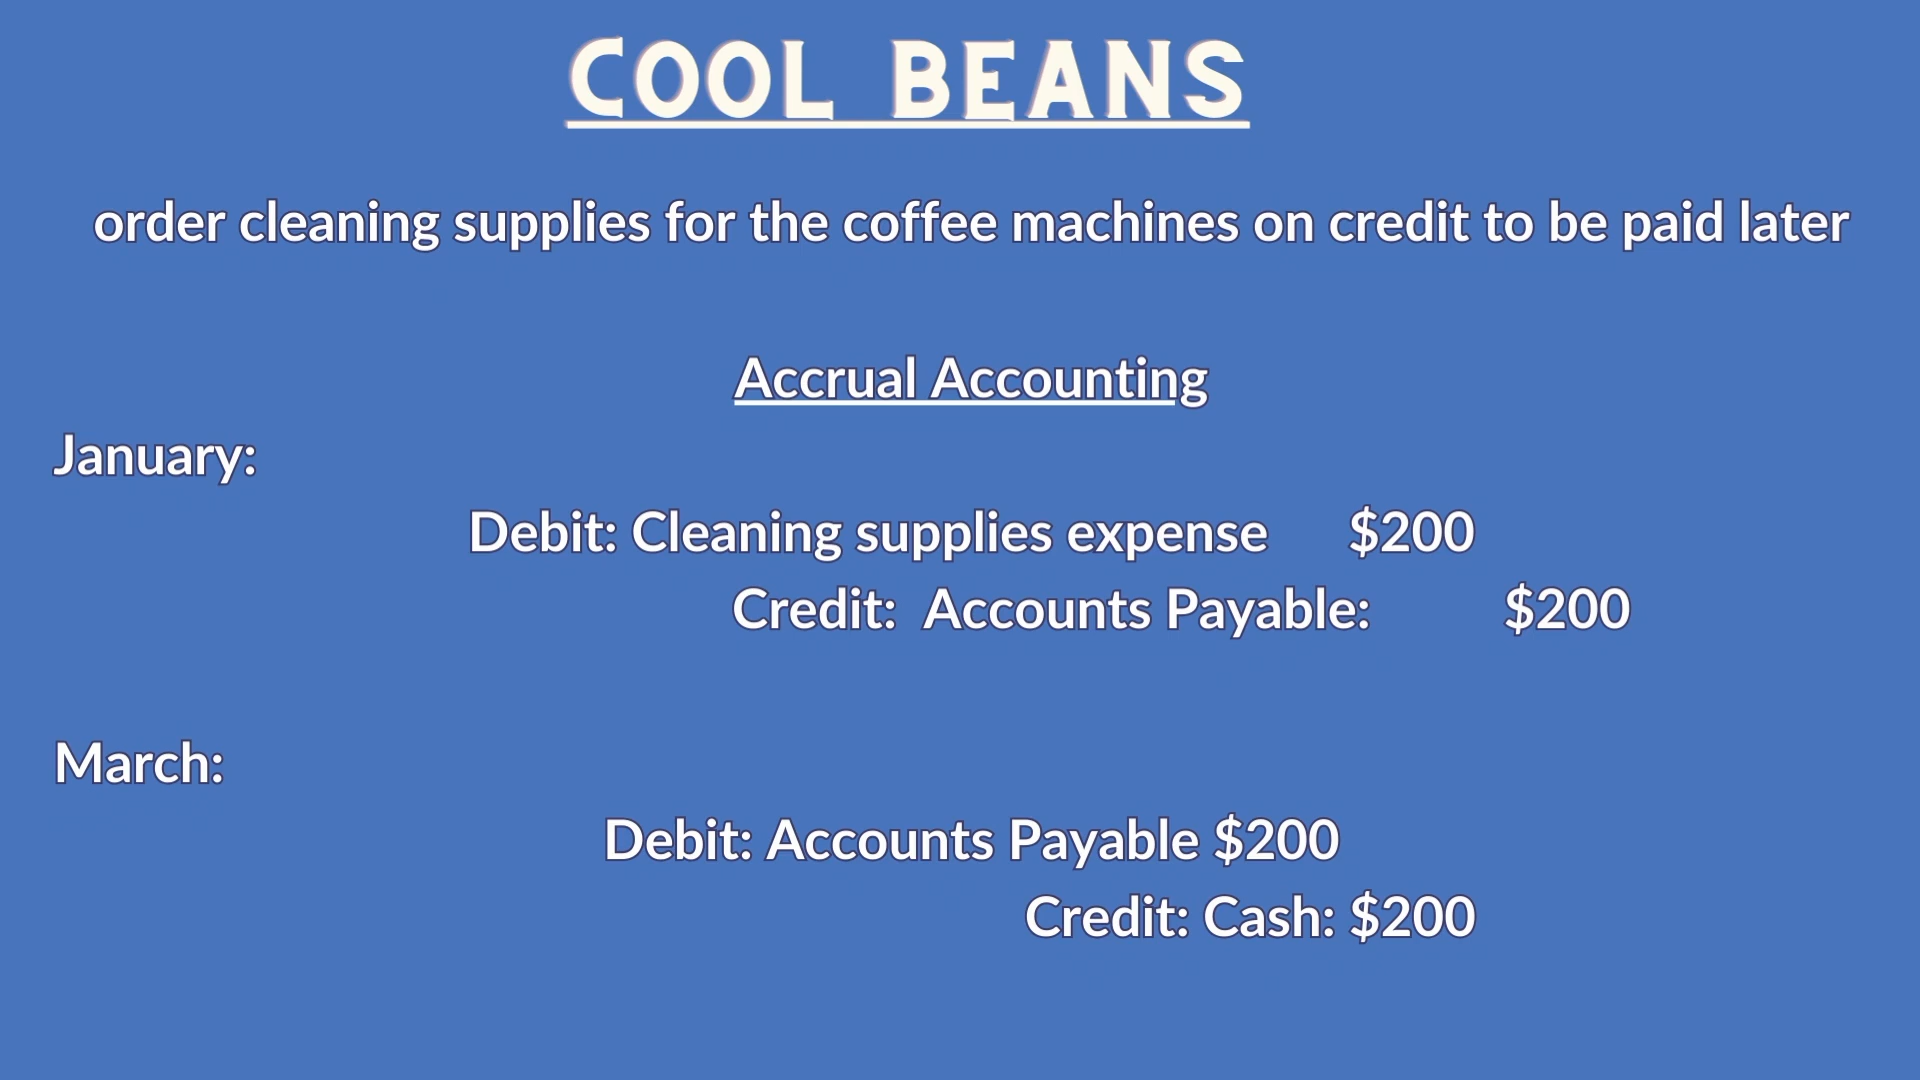 COOL BEANS
order cleaning supplies for the coffee machines on credit to be paid later
Accrual Accounting
January:
Debit: Cleaning supplies expense $200
Credit: Accounts Payable: $200
March:
Debit: Accounts Payable $200
Credit: Cash: $200